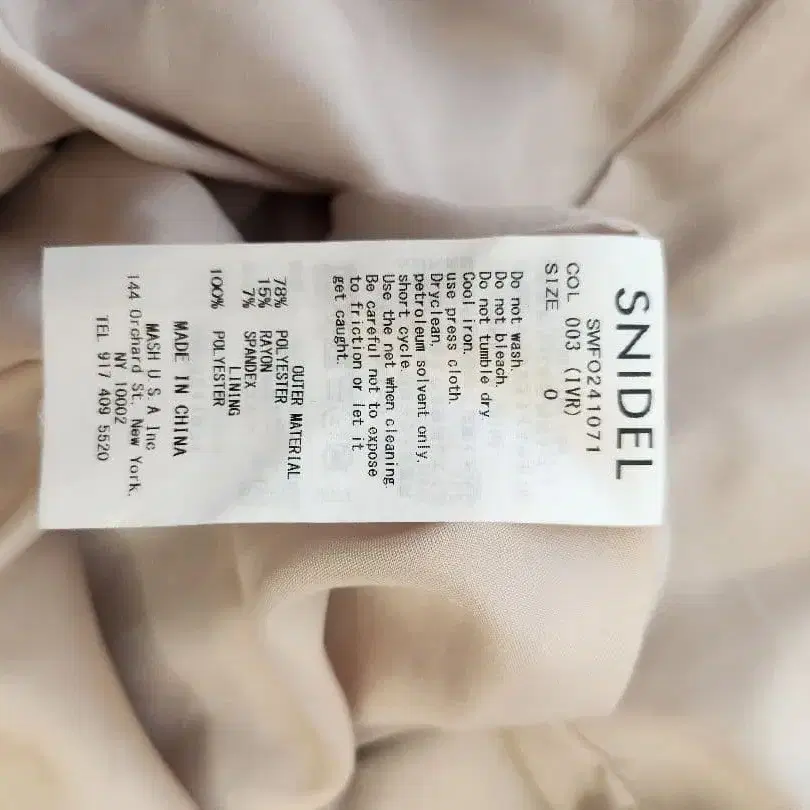 SNIDEL
SWFO241071
COL 003 (IVR)
SIZE 0
Do not wash.
Do not bleach.
Do not tumble dry.
Cool iron.
use press cloth.
Dryclean,
petroleum solvent only.
short cycle.
Use the net when cleaning.
Be careful not to expose
to friction or let it
get caught.
OUTER MATERIAL
78% POLYESTER
15% RAYON
7% SPANDEX
LINING
100% POLYESTER
MADE IN CHINA
MASH U.S.A Inc
144 Orchard St. New York,
NY 10002
TEL 917 409 5520